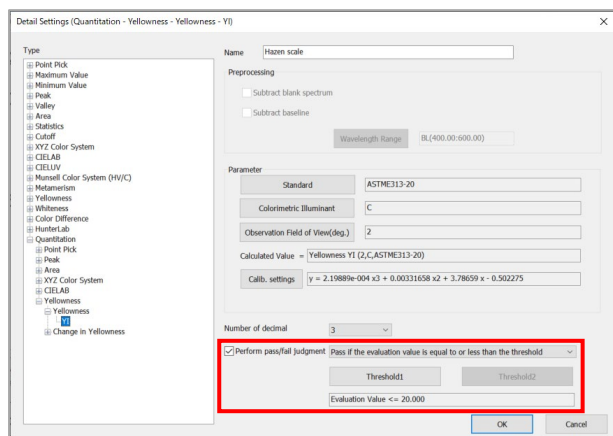 Detail Settings (Quantitation - Yellowness - Yellowness - YI)
Type
Point Pick
Maximum Value
Minimum Value
Peak
Valley
Area
Statistics
Cutoff
XYZ Color System
CIELAB
CIELUV
Munsell Color System (HV/C)
Metamerism
Yellowness
Whiteness
Color Difference
HunterLab
Quantitation
Point Pick
Peak
Area
XYZ Color System
CIELAB
Yellowness
Yellowness
YI
Change in Yellowness
Name Hazen scale
Preprocessing
Subtract blank spectrum
Subtract baseline
Wavelength Range BL(400.00:600.00)
Parameter
Standard ASTME313-20
Colorimetric Illuminant C
Observation Field of View(deg.) 2
Calculated Value = Yellowness YI (2,C,ASTME313-20)
Calib. settings y = 2.19889e-004 x3 + 0.00331658 x2 + 3.78659 x - 0.502275
Number of decimal 3
Perform pass/fail judgment Pass if the evaluation value is equal to or less than the threshold
Threshold1 Threshold2
Evaluation Value <= 20.000
OK Cancel